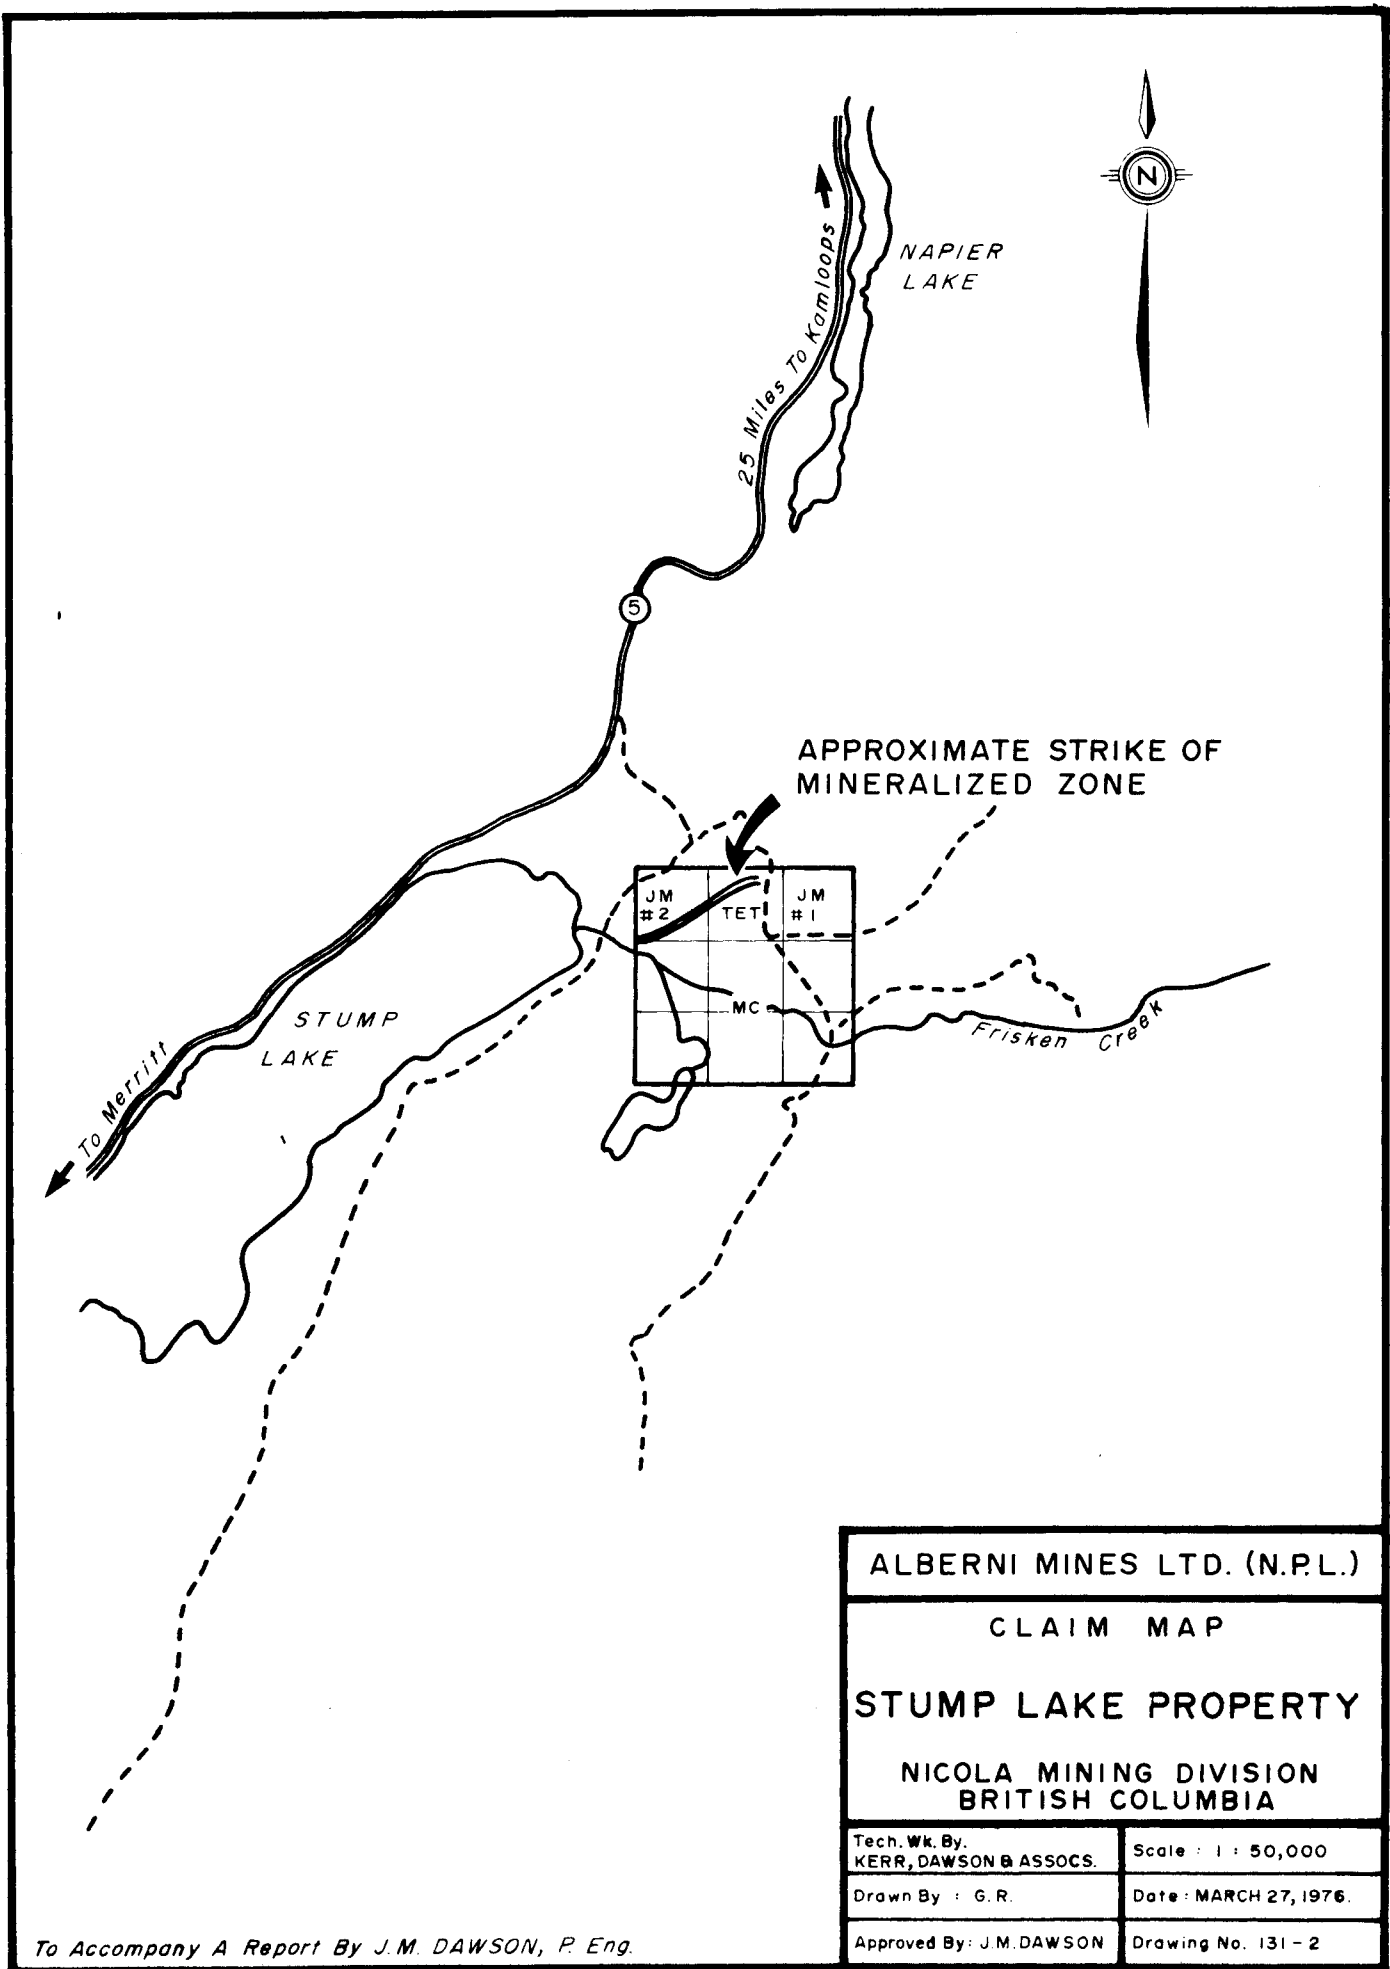 N
NAPIER
LAKE
25 Miles To Kamloops
5
APPROXIMATE STRIKE OF
MINERALIZED ZONE
JM
#2
TET
JM
#1
MC
STUMP
LAKE
Frisken Creek
To Merritt
ALBERNI MINES LTD. (N.P.L.)
CLAIM MAP
STUMP LAKE PROPERTY
NICOLA MINING DIVISION
BRITISH COLUMBIA
Tech. Wk. By.
KERR, DAWSON & ASSOCS.
Scale : 1 : 50,000
Drawn By : G.R.
Date : MARCH 27, 1976.
Approved By: J.M. DAWSON
Drawing No. 131 - 2
To Accompany A Report By J.M. DAWSON, P. Eng.